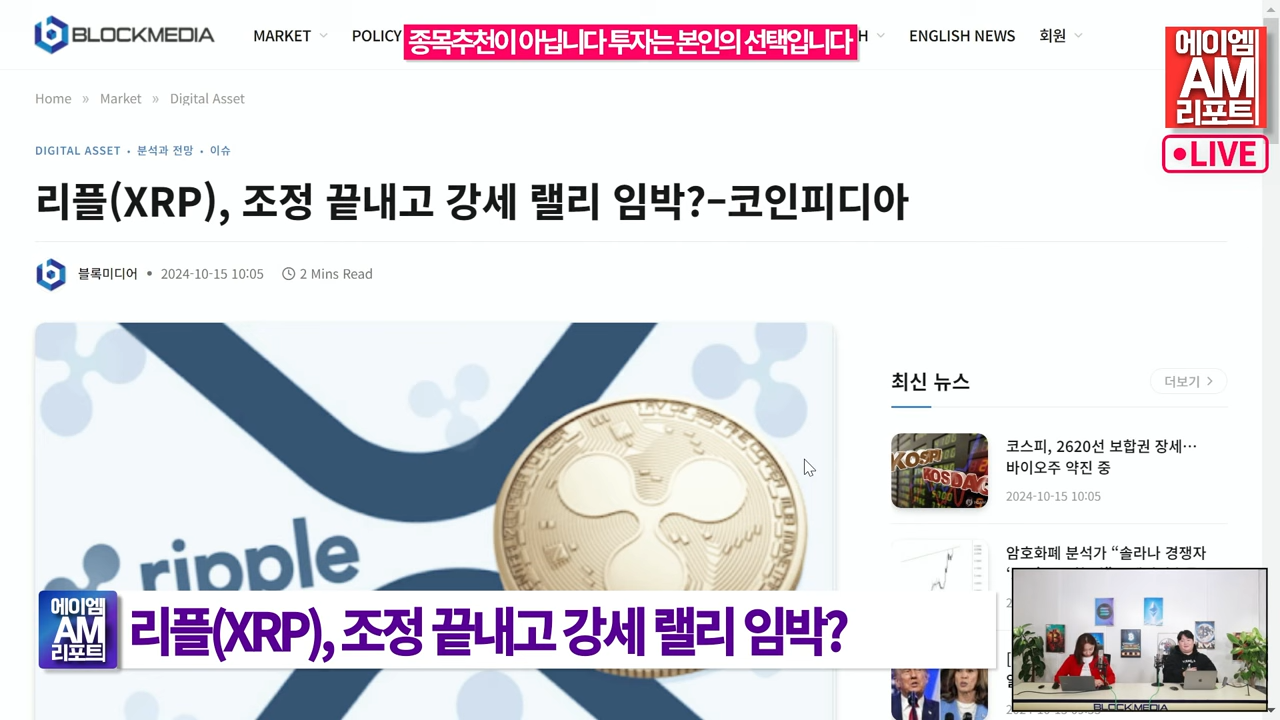 BLOCKMEDIA
MARKET
POLICY
종목추천이 아닙니다 투자는 본인의 선택입니다
H
ENGLISH NEWS
회원
에이엠
AM
리포트
LIVE
Home » Market » Digital Asset
DIGITAL ASSET • 분석과 전망 • 이슈
리플(XRP), 조정 끝내고 강세 랠리 임박?–코인피디아
블록미디어 • 2024-10-15 10:05 2 Mins Read
ripple
최신 뉴스
더보기
KOSPI
KOSDAQ
코스피, 2620선 보합권 장세…
바이오주 약진 중
2024-10-15 10:05
암호화폐 분석가 “솔라나 경쟁자
에이엠
AM
리포트
리플(XRP), 조정 끝내고 강세 랠리 임박?
BLOCKMEDIA